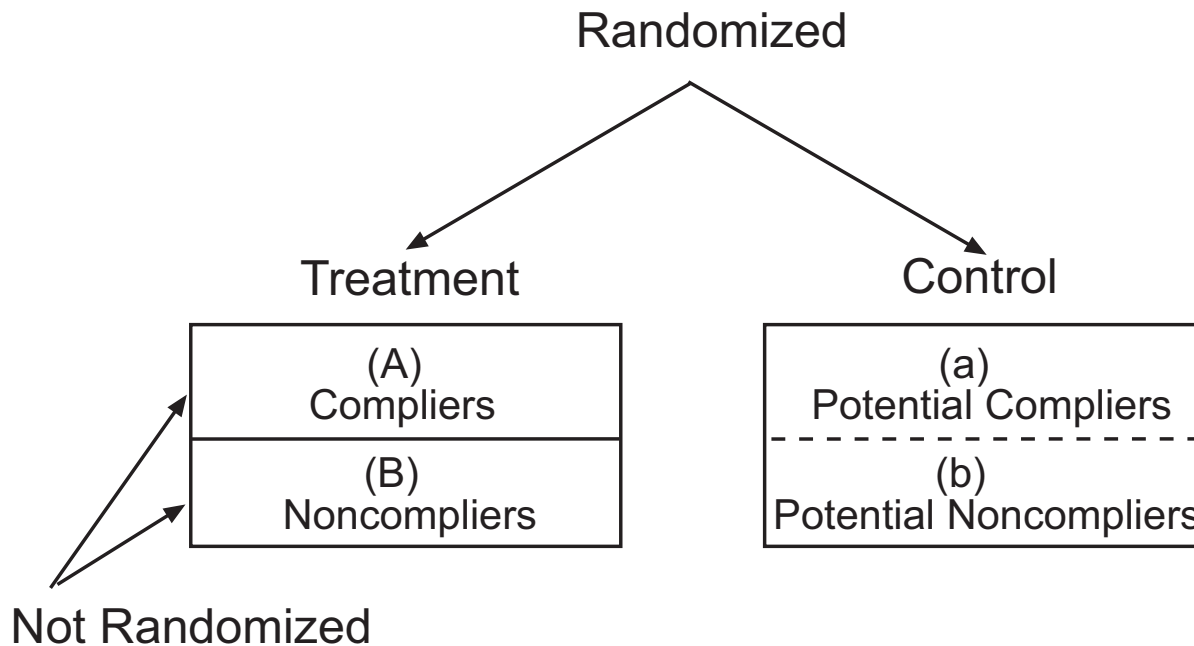 Randomized
Treatment
Control
(A)
Compliers
(B)
Noncompliers
(a)
Potential Compliers
(b)
Potential Noncompliers
Not Randomized